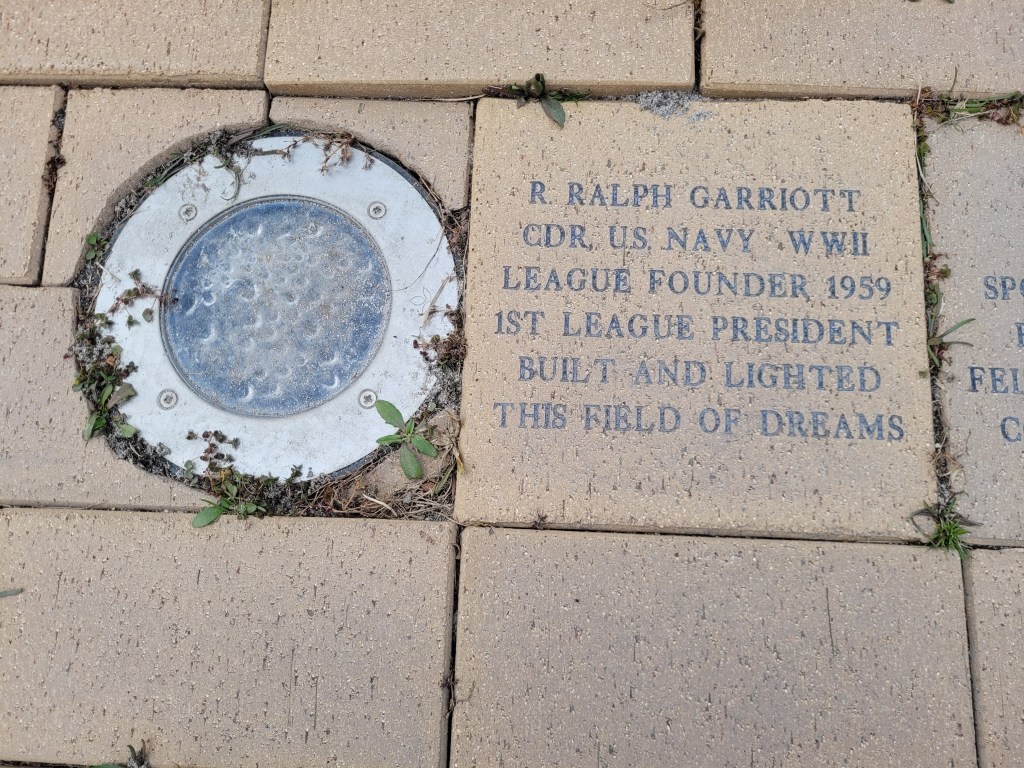 R. RALPH GARRIOTT
CDR. U.S. NAVY WWII
LEAGUE FOUNDER 1959
1ST LEAGUE PRESIDENT
BUILT AND LIGHTED
THIS FIELD OF DREAMS